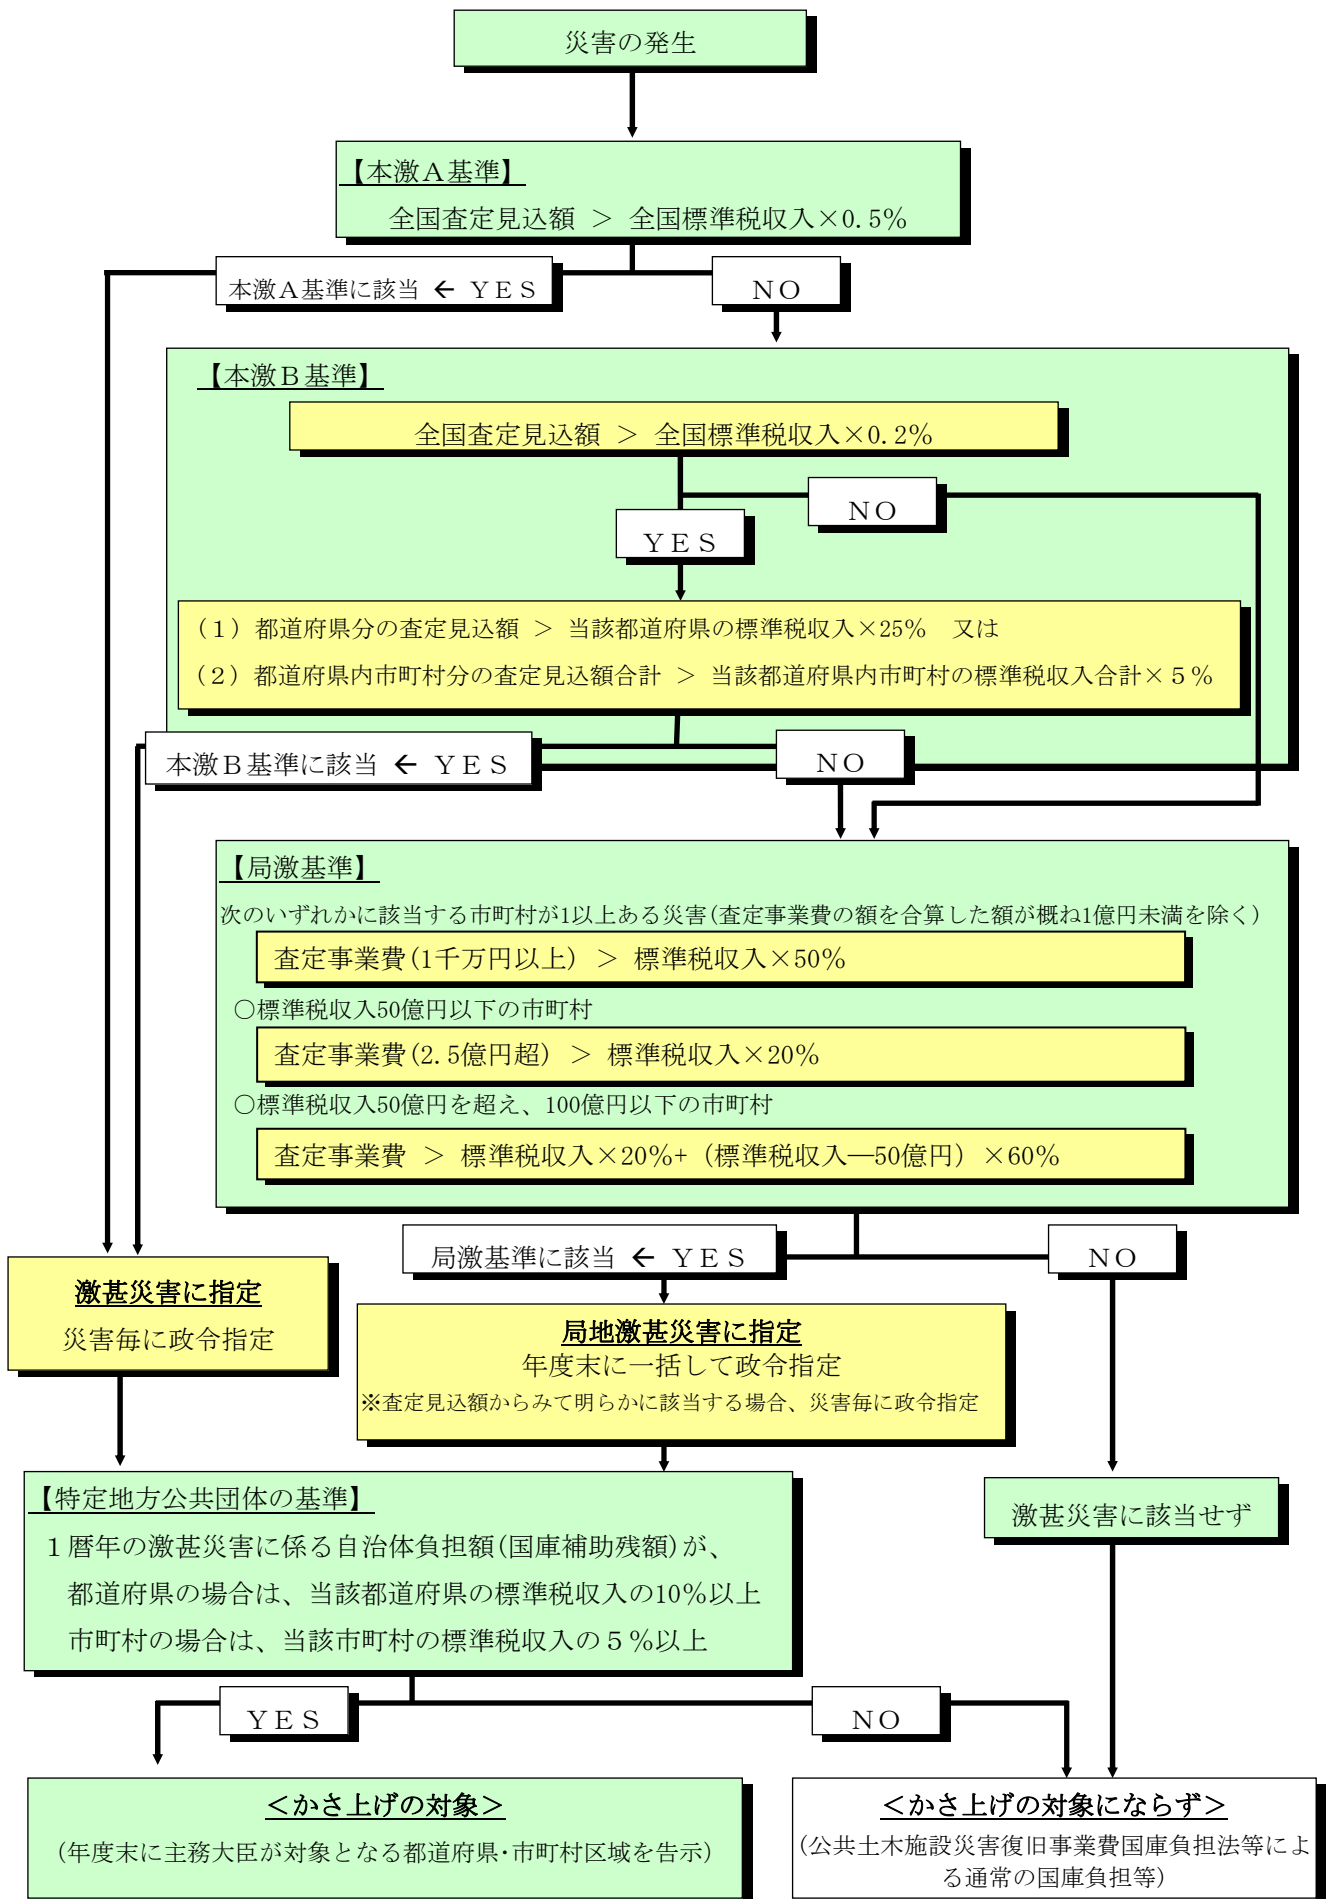 災害の発生
【本激Ａ基準】
全国査定見込額 ＞ 全国標準税収入×0.5%
本激Ａ基準に該当 ← ＹＥＳ
ＮＯ
【本激Ｂ基準】
全国査定見込額 ＞ 全国標準税収入×0.2%
ＮＯ
ＹＥＳ
（１）都道府県分の査定見込額 ＞ 当該都道府県の標準税収入×25%　又は
（２）都道府県内市町村分の査定見込額合計 ＞ 当該都道府県内市町村の標準税収入合計×５%
本激Ｂ基準に該当 ← ＹＥＳ
ＮＯ
【局激基準】
次のいずれかに該当する市町村が1以上ある災害(査定事業費の額を合算した額が概ね1億円未満を除く)
査定事業費(1千万円以上) ＞ 標準税収入×50%
○標準税収入50億円以下の市町村
査定事業費(2.5億円超) ＞ 標準税収入×20%
○標準税収入50億円を超え、100億円以下の市町村
査定事業費 ＞ 標準税収入×20%+（標準税収入―50億円）×60%
局激基準に該当 ← ＹＥＳ
ＮＯ
激甚災害に指定
災害毎に政令指定
局地激甚災害に指定
年度末に一括して政令指定
※査定見込額からみて明らかに該当する場合、災害毎に政令指定
【特定地方公共団体の基準】
１暦年の激甚災害に係る自治体負担額(国庫補助残額)が、
都道府県の場合は、当該都道府県の標準税収入の10%以上
市町村の場合は、当該市町村の標準税収入の５%以上
激甚災害に該当せず
ＹＥＳ
ＮＯ
＜かさ上げの対象＞
(年度末に主務大臣が対象となる都道府県・市町村区域を告示)
＜かさ上げの対象にならず＞
(公共土木施設災害復旧事業費国庫負担法等によ
る通常の国庫負担等)